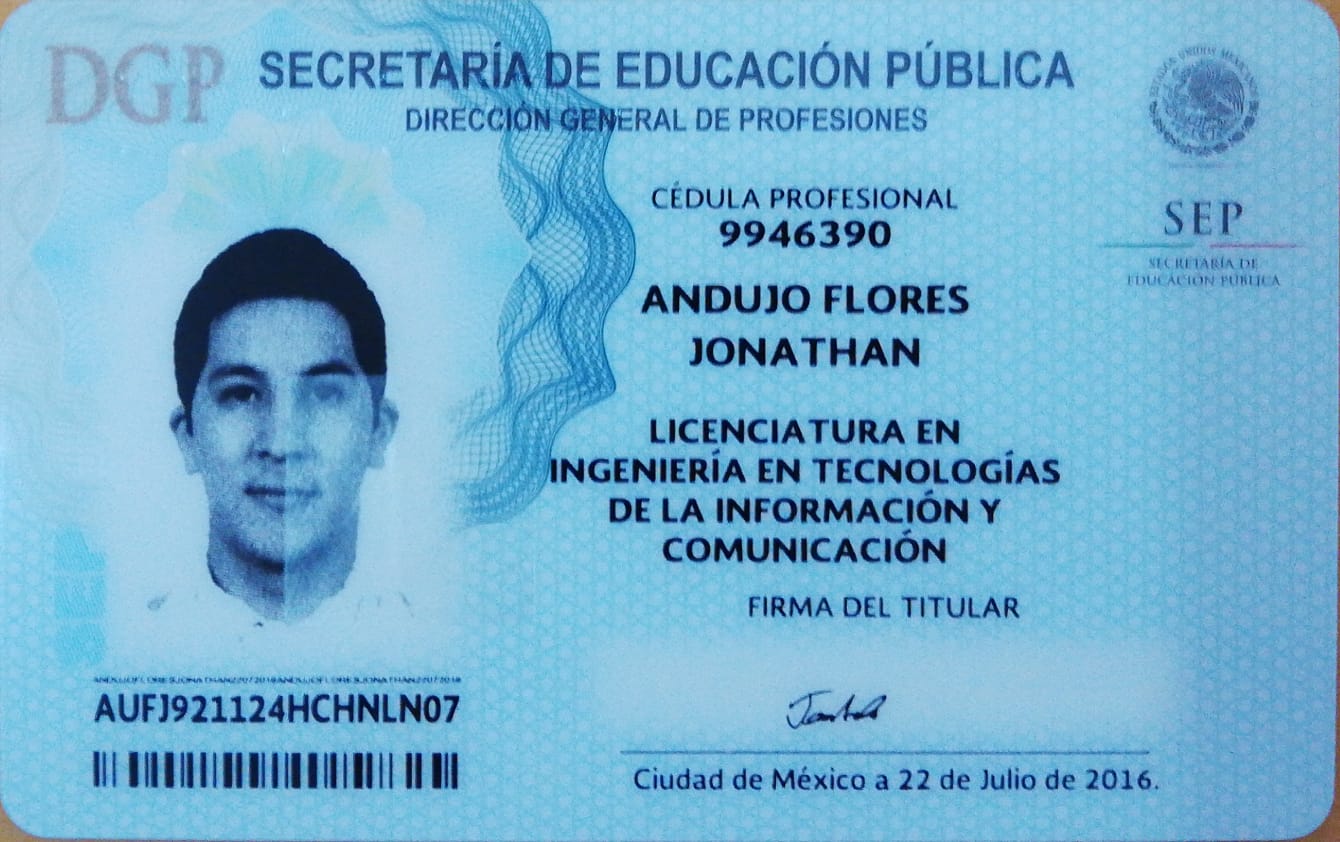 DGP
SECRETARÍA DE EDUCACIÓN PÚBLICA
DIRECCIÓN GENERAL DE PROFESIONES
ESTADOS UNIDOS MEXICANOS
CÉDULA PROFESIONAL
9946390
SEP
SECRETARÍA DE
EDUCACIÓN PÚBLICA
ANDUJO FLORES
JONATHAN
LICENCIATURA EN
INGENIERÍA EN TECNOLOGÍAS
DE LA INFORMACIÓN Y
COMUNICACIÓN
FIRMA DEL TITULAR
AUFJ921124HCHNLN07
Ciudad de México a 22 de Julio de 2016.